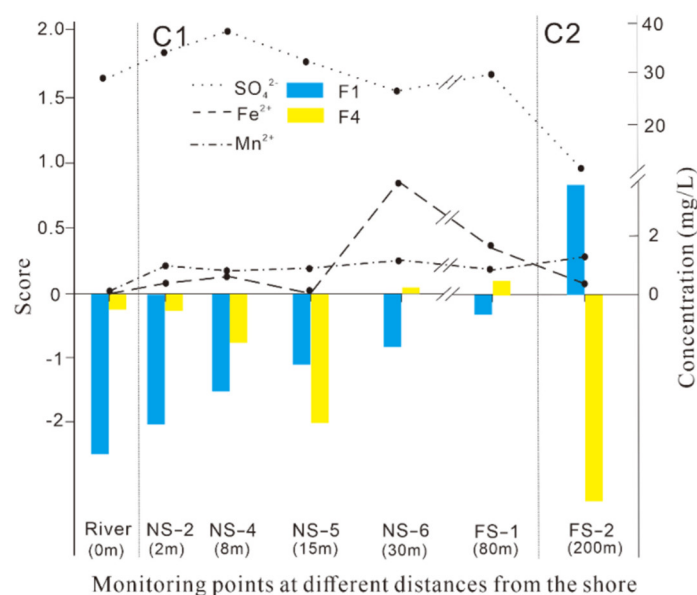 2.0
1.5
1.0
0.5
0
-1
-2
Score
C1
C2
SO₄²⁻
Fe²⁺
Mn²⁺
F1
F4
40
30
20
2
0
Concentration (mg/L)
River NS-2 NS-4 NS-5 NS-6 FS-1 FS-2
(0m) (2m) (8m) (15m) (30m) (80m) (200m)
Monitoring points at different distances from the shore